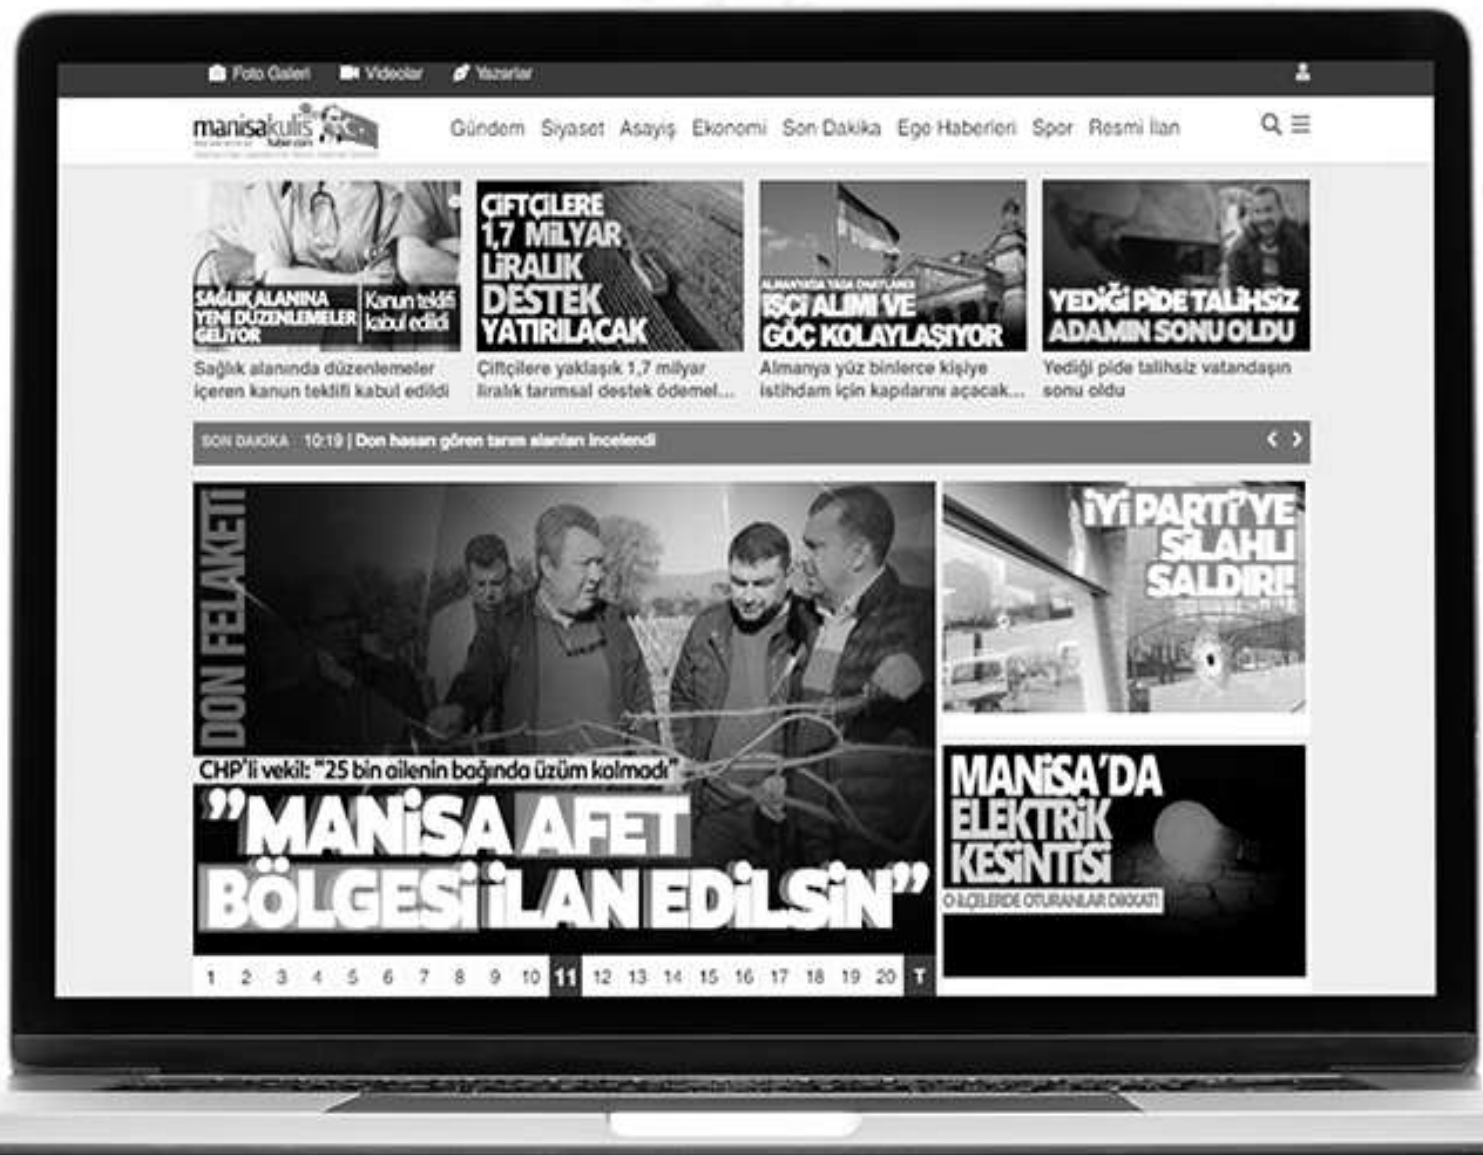 Foto Galeri Videolar Yazarlar
manisakulis
haber.com
Gündem Siyaset Asayiş Ekonomi Son Dakika Ege Haberleri Spor Resmi İlan
SAĞLIK ALANINA
YENİ DÜZENLEMELER
GELİYOR
Kanun teklifi
kabul edildi
Sağlık alanında düzenlemeler
içeren kanun teklifi kabul edildi
ÇİFTÇİLERE
1,7 MİLYAR
LİRALIK
DESTEK
YATIRILACAK
Çiftçilere yaklaşık 1,7 milyar
liralık tarımsal destek ödemel...
ALMANYA'DA YASA ONAYLANDI
İŞÇİ ALIMI VE
GÖÇ KOLAYLAŞIYOR
Almanya yüz binlerce kişiye
istihdam için kapılarını açacak...
YEDİĞİ PİDE TALİHSİZ
ADAMIN SONU OLDU
Yediği pide talihsiz vatandaşın
sonu oldu
SON DAKİKA 10:19 | Don hasarı gören tarım alanları incelendi
DON FELAKETİ
CHP'li vekil: "25 bin ailenin bağında üzüm kalmadı"
"MANİSA AFET
BÖLGESİ İLAN EDİLSİN"
1 2 3 4 5 6 7 8 9 10 11 12 13 14 15 16 17 18 19 20 T
İYİ PARTİ'YE
SİLAHLI
SALDIRI!
MANİSA'DA
ELEKTRİK
KESİNTİSİ
O İLÇELERDE OTURANLAR DİKKAT!